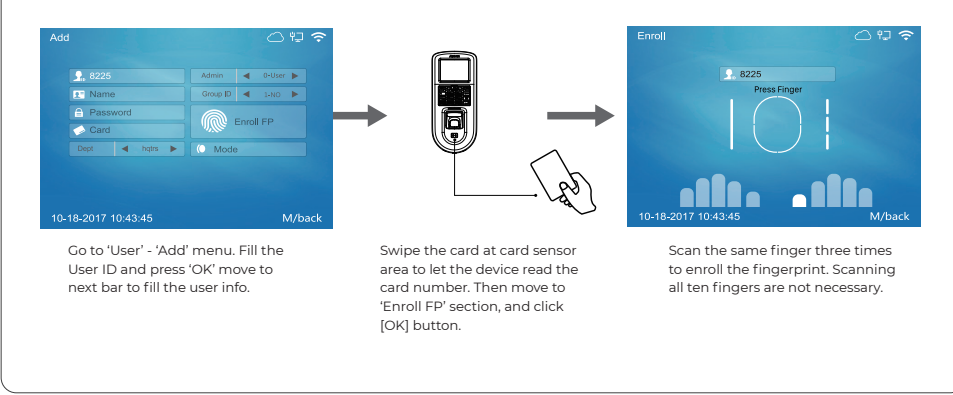 Add
8225
Name
Password
Card
Dept hqtrs
Admin 0-User
Group ID 1-NO
Enroll FP
Mode
10-18-2017 10:43:45 M/back
Go to ‘User’ - ‘Add’ menu. Fill the
User ID and press ‘OK’ move to
next bar to fill the user info.
Swipe the card at card sensor
area to let the device read the
card number. Then move to
‘Enroll FP’ section, and click
[OK] button.
Enroll
8225
Press Finger
10-18-2017 10:43:45 M/back
Scan the same finger three times
to enroll the fingerprint. Scanning
all ten fingers are not necessary.